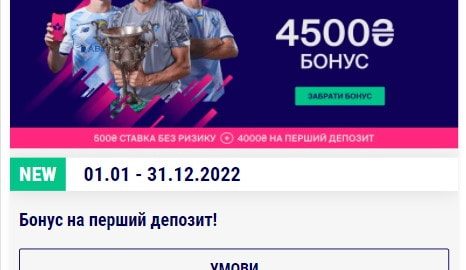 4500₴
БОНУС
ЗАБРАТИ БОНУС
500₴ СТАВКА БЕЗ РИЗИКУ + 4000₴ НА ПЕРШИЙ ДЕПОЗИТ
NEW 01.01 - 31.12.2022
Бонус на перший депозит!
УМОВИ